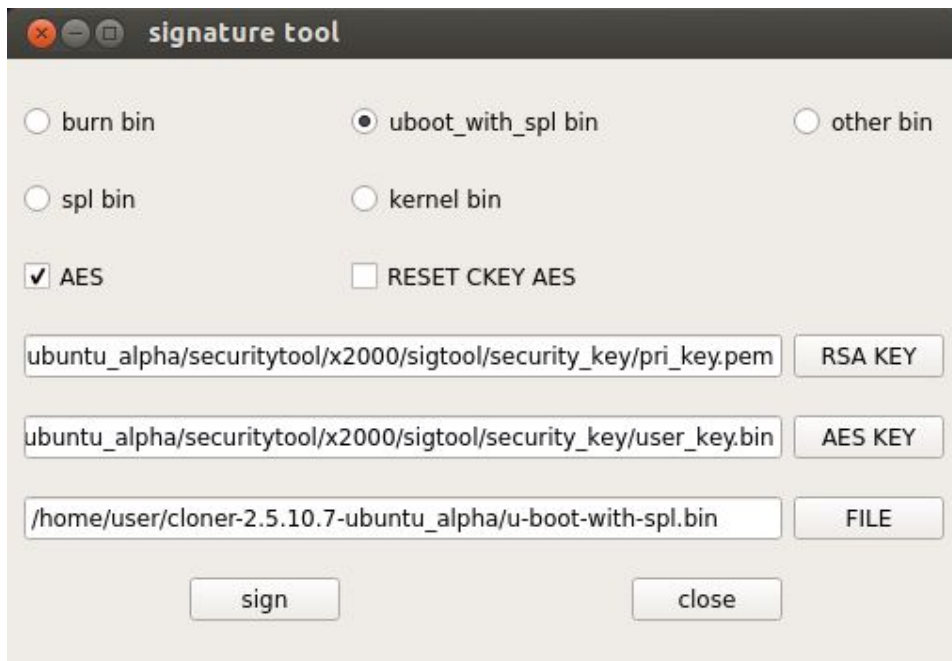 signature tool
burn bin
uboot_with_spl bin
other bin
spl bin
kernel bin
AES
RESET CKEY AES
ubuntu_alpha/securitytool/x2000/sigtool/security_key/pri_key.pem
RSA KEY
ubuntu_alpha/securitytool/x2000/sigtool/security_key/user_key.bin
AES KEY
/home/user/cloner-2.5.10.7-ubuntu_alpha/u-boot-with-spl.bin
FILE
sign
close